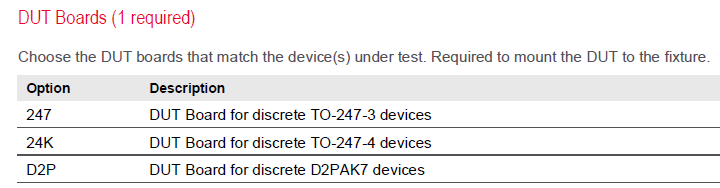 DUT Boards (1 required)
Choose the DUT boards that match the device(s) under test. Required to mount the DUT to the fixture.
Option Description
247 DUT Board for discrete TO-247-3 devices
24K DUT Board for discrete TO-247-4 devices
D2P DUT Board for discrete D2PAK7 devices